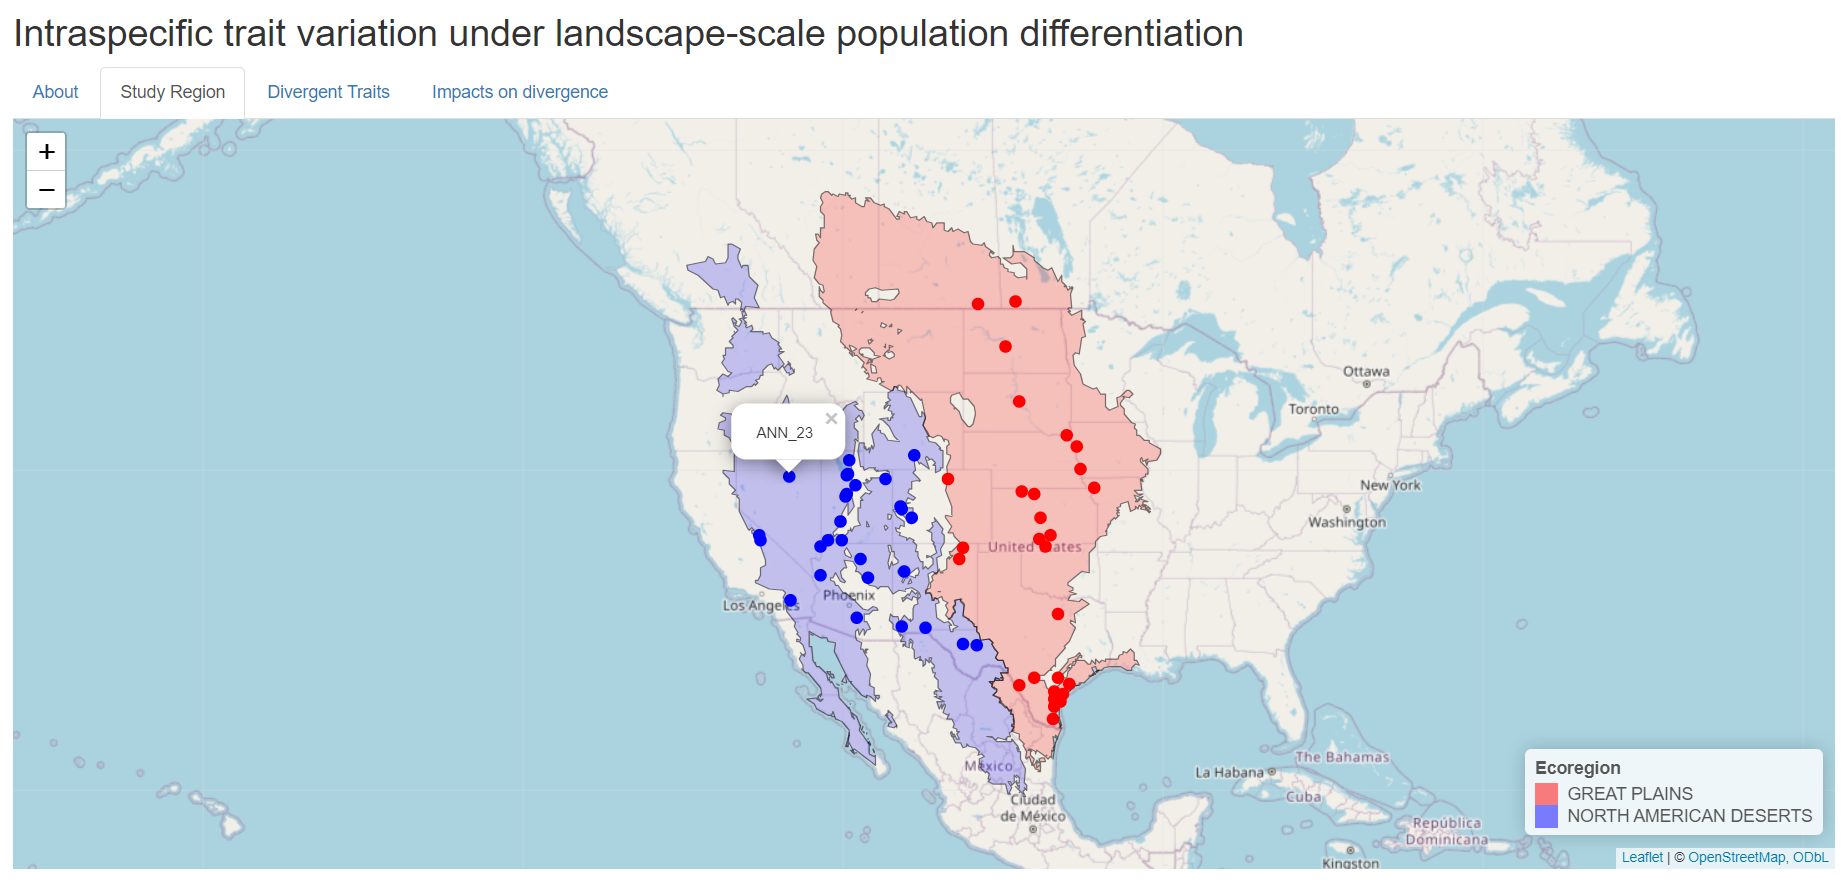 Intraspecific trait variation under landscape-scale population differentiation
About Study Region Divergent Traits Impacts on divergence
+
−
Ottawa
Toronto
ANN_23 ×
New York
Washington
United States
Los Angeles
Phoenix
México
Ciudad
de México
La Habana
The Bahamas
Cuba
República
Dominicana
Kingston
Ecoregion
GREAT PLAINS
NORTH AMERICAN DESERTS
Leaflet | © OpenStreetMap, ODbL